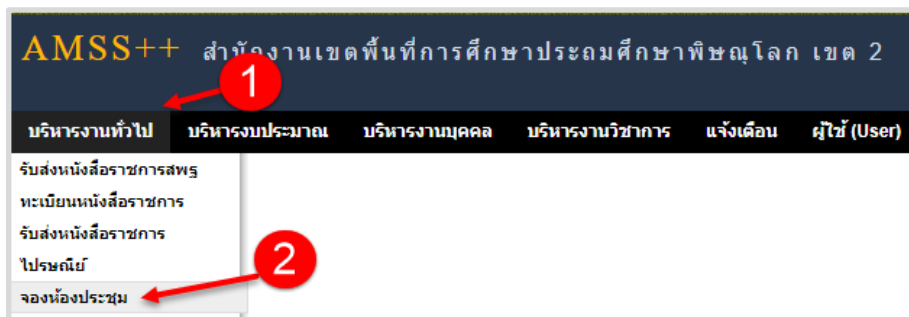 AMSS++ สำนักงานเขตพื้นที่การศึกษาประถมศึกษาพิษณุโลก เขต 2
1
บริหารงานทั่วไป บริหารงบประมาณ บริหารงานบุคคล บริหารงานวิชาการ แจ้งเตือน ผู้ใช้ (User)
รับส่งหนังสือราชการสพฐ
ทะเบียนหนังสือราชการ
รับส่งหนังสือราชการ
ไปรษณีย์
2
จองห้องประชุม